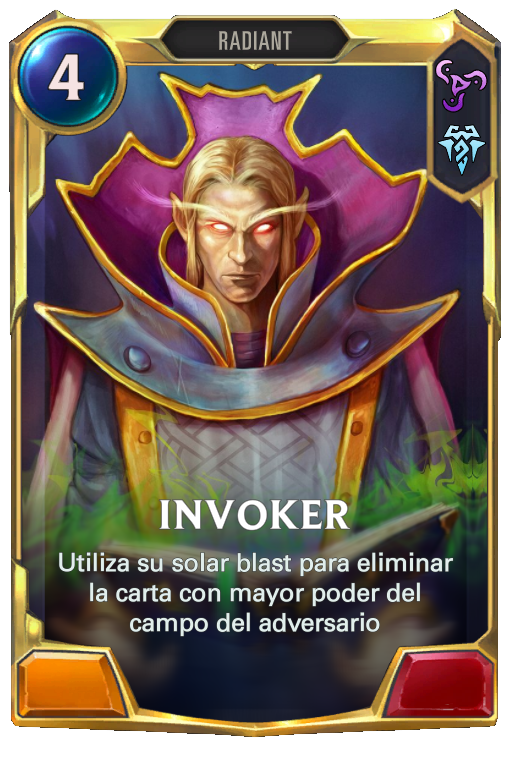 RADIANT
4
INVOKER
Utiliza su solar blast para eliminar
la carta con mayor poder del
campo del adversario